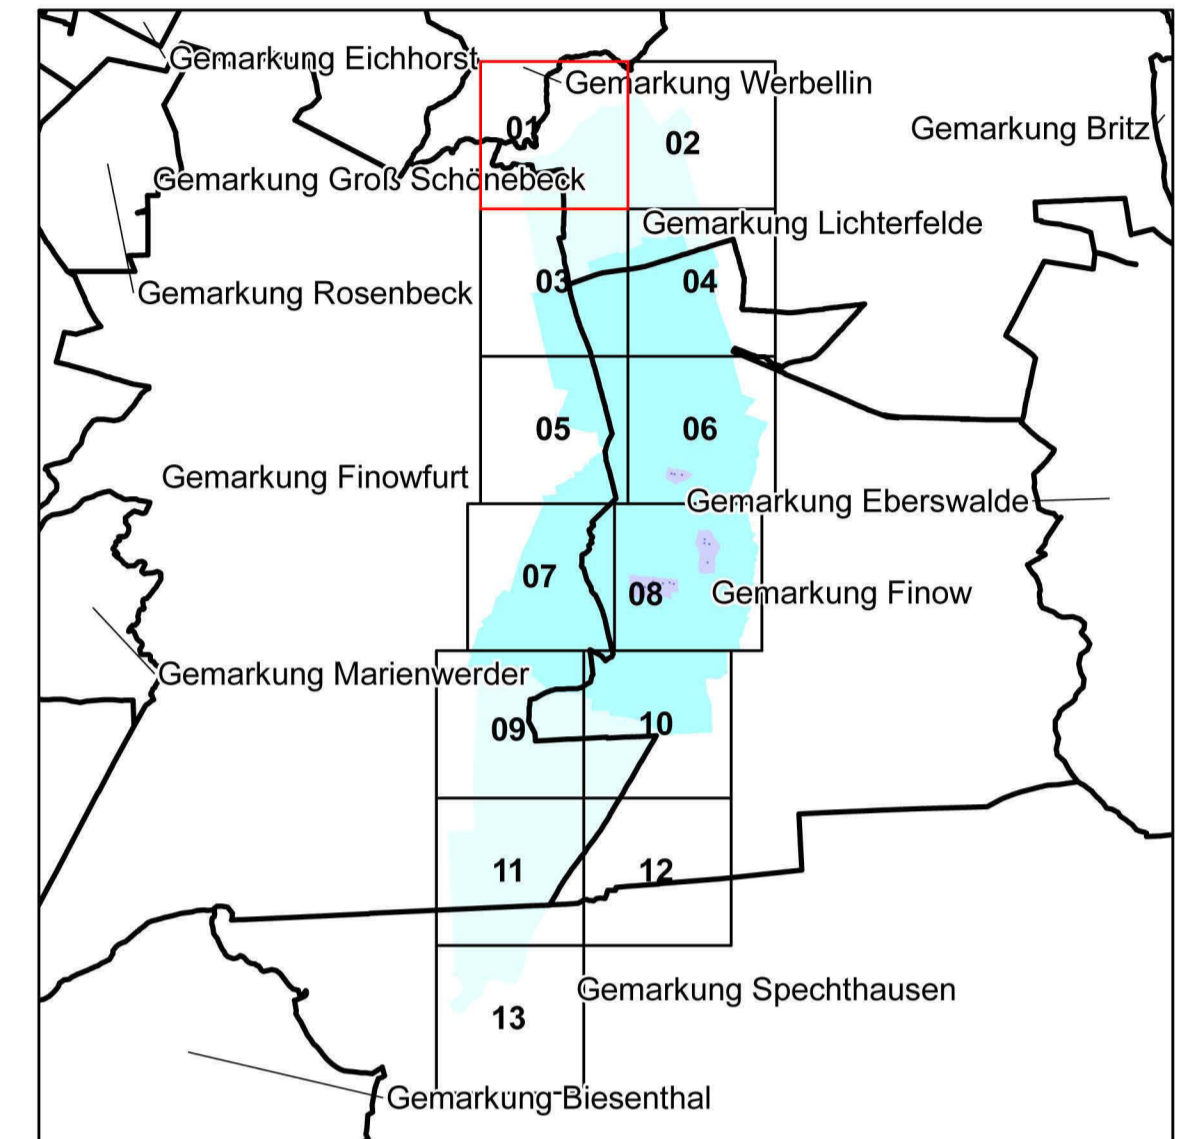 Gemarkung Eichhorst
Gemarkung Werbellin
01
02
Gemarkung Britz
Gemarkung Groß Schönebeck
Gemarkung Lichterfelde
03
04
Gemarkung Rosenbeck
05
06
Gemarkung Finowfurt
Gemarkung Eberswalde
07
08
Gemarkung Finow
Gemarkung Marienwerder
09
10
11
12
Gemarkung Spechthausen
13
Gemarkung Biesenthal